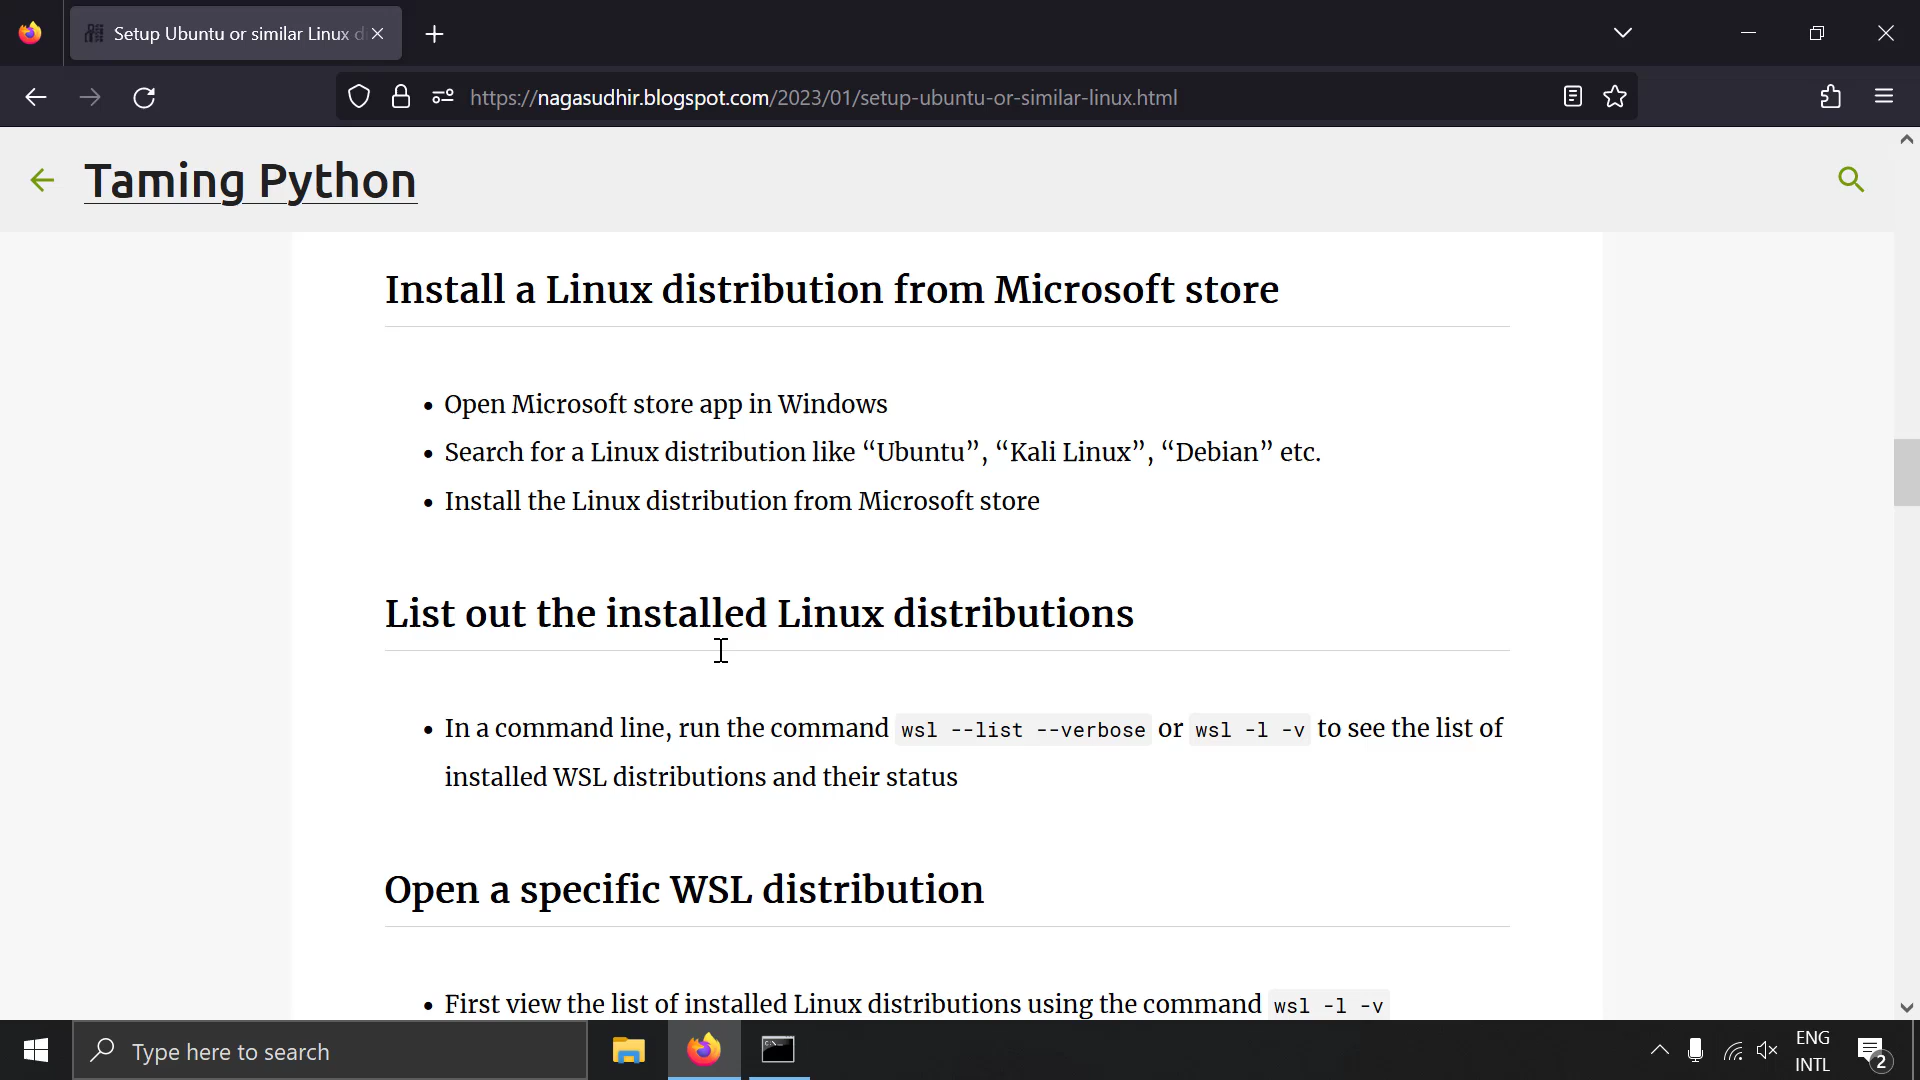 Setup Ubuntu or similar Linux d
https://nagasudhir.blogspot.com/2023/01/setup-ubuntu-or-similar-linux.html
Taming Python
Install a Linux distribution from Microsoft store
• Open Microsoft store app in Windows
• Search for a Linux distribution like “Ubuntu”, “Kali Linux”, “Debian” etc.
• Install the Linux distribution from Microsoft store
List out the installed Linux distributions
• In a command line, run the command wsl --list --verbose or wsl -l -v to see the list of
installed WSL distributions and their status
Open a specific WSL distribution
• First view the list of installed Linux distributions using the command wsl -l -v
Type here to search
ENG
INTL
2